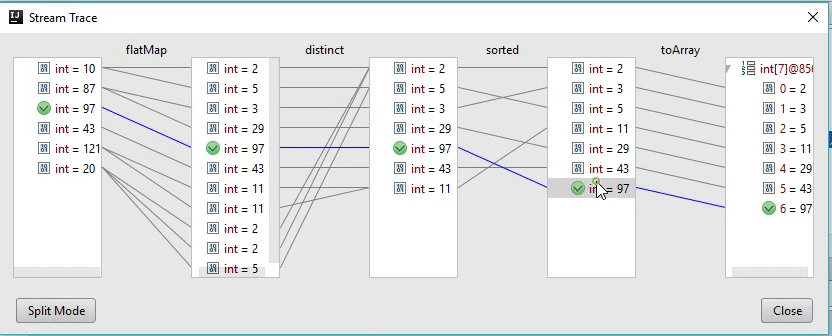 Stream Trace
flatMap distinct sorted toArray
int = 10
int = 87
int = 97
int = 43
int = 121
int = 20
int = 2
int = 5
int = 3
int = 29
int = 97
int = 43
int = 11
int = 11
int = 2
int = 2
int = 5
int = 2
int = 5
int = 3
int = 29
int = 97
int = 43
int = 11
int = 2
int = 3
int = 5
int = 11
int = 29
int = 43
int = 97
int[7]@856
0 = 2
1 = 3
2 = 5
3 = 11
4 = 29
5 = 43
6 = 97
Split Mode
Close